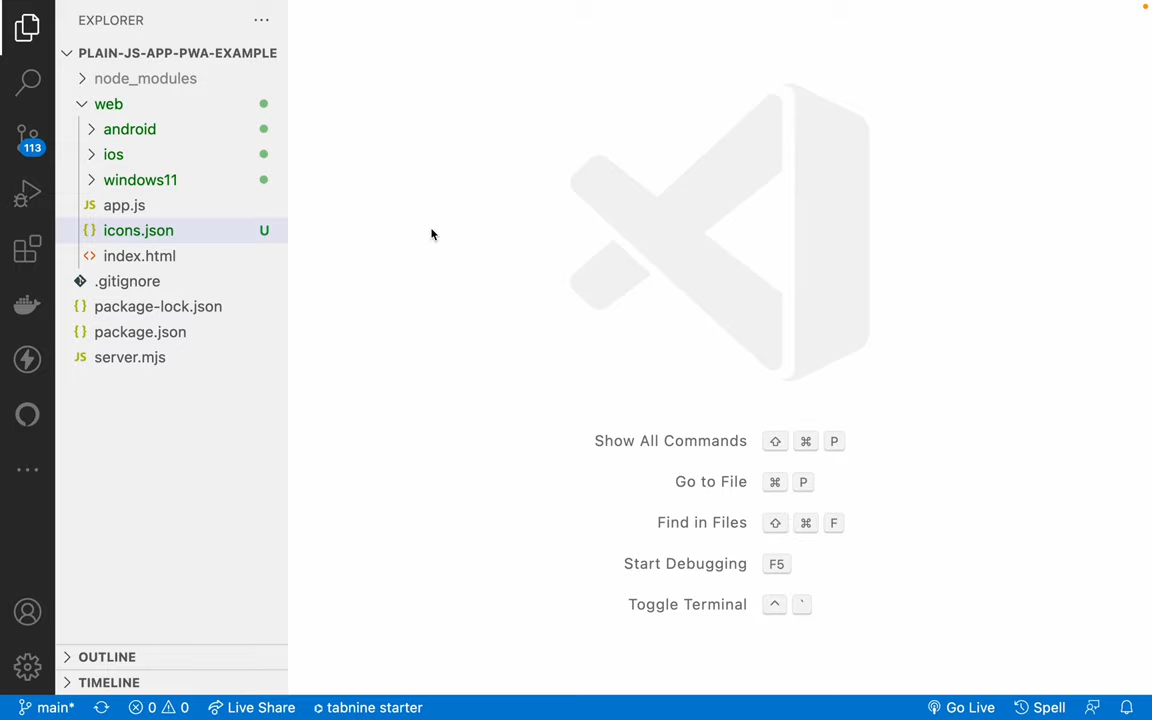 EXPLORER
PLAIN-JS-APP-PWA-EXAMPLE
node_modules
web
android
ios
windows11
JS app.js
{} icons.json U
<> index.html
.gitignore
{} package-lock.json
{} package.json
JS server.mjs
113
Show All Commands ⇧ ⌘ P
Go to File ⌘ P
Find in Files ⇧ ⌘ F
Start Debugging F5
Toggle Terminal ^ `
OUTLINE
TIMELINE
main* 0 0 Live Share tabnine starter Go Live Spell